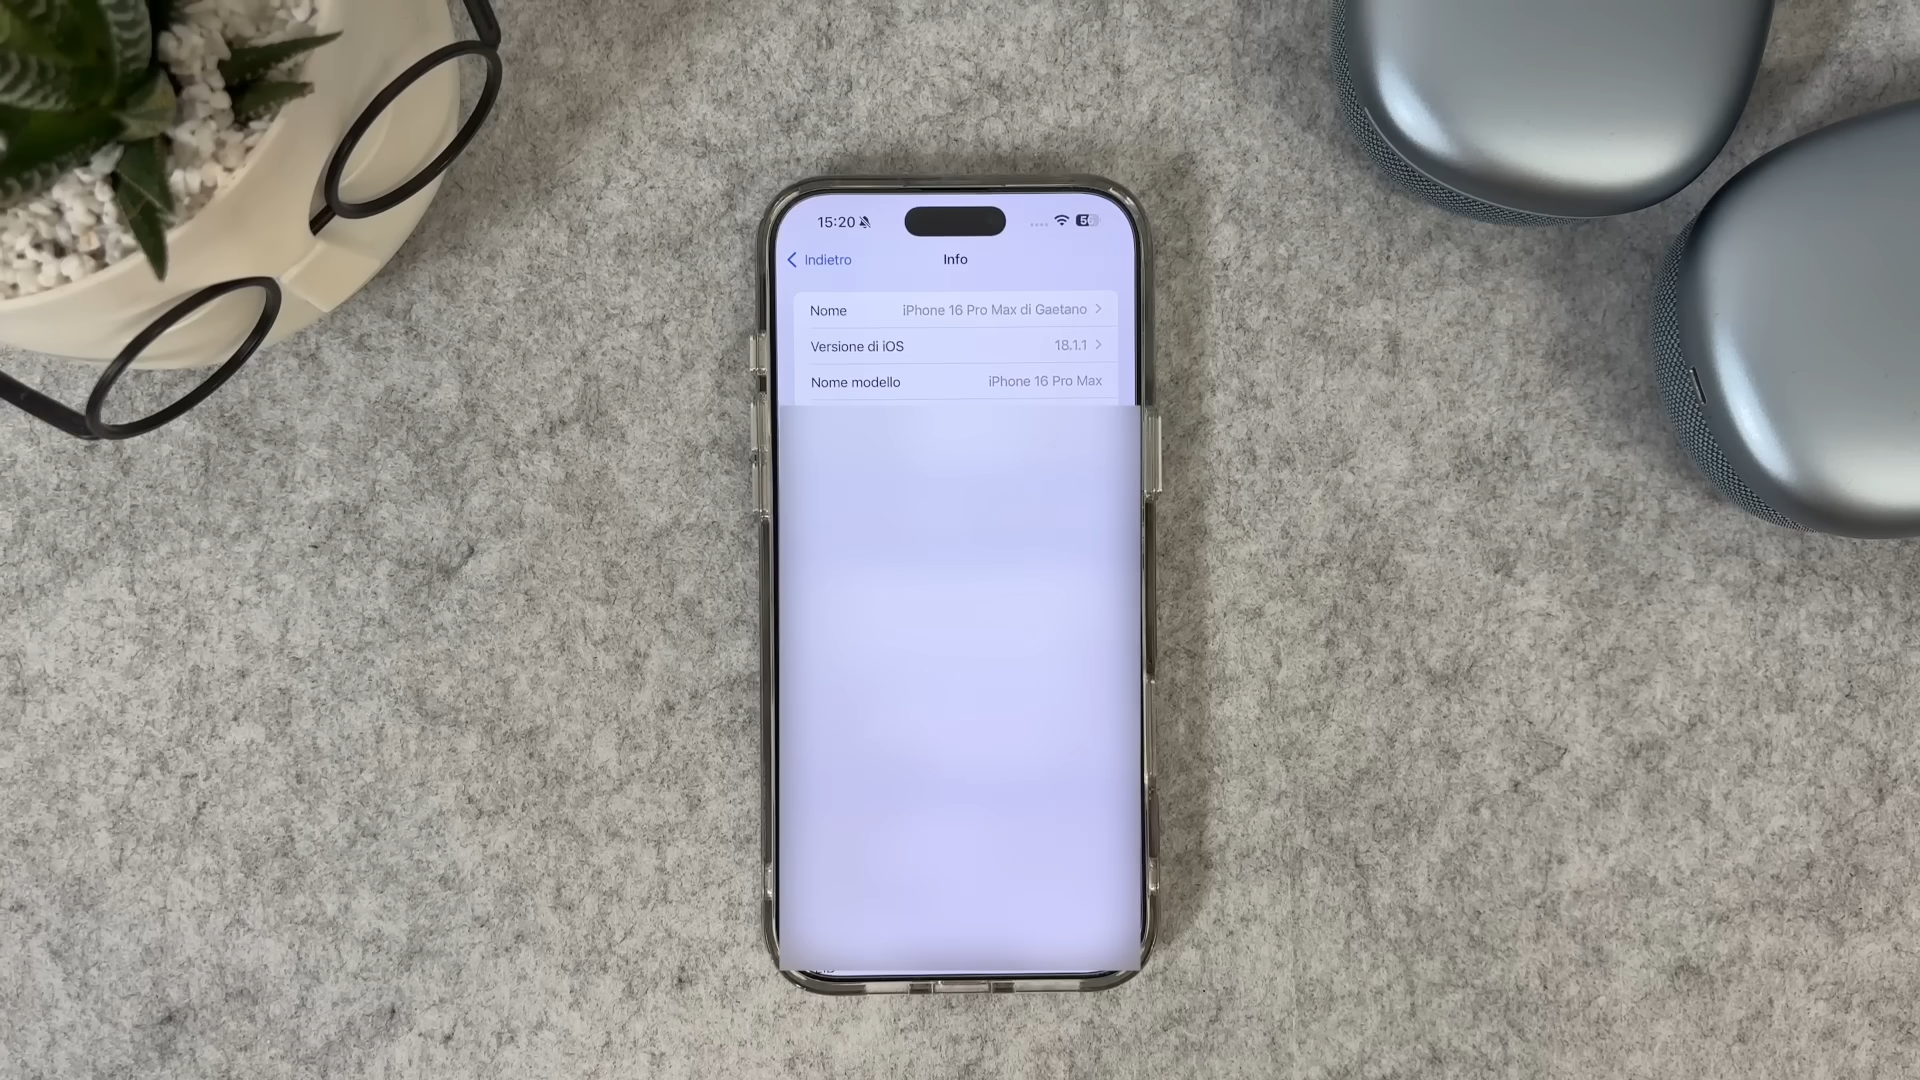 15:20
Indietro Info
Nome iPhone 16 Pro Max di Gaetano
Versione di iOS 18.1.1
Nome modello iPhone 16 Pro Max